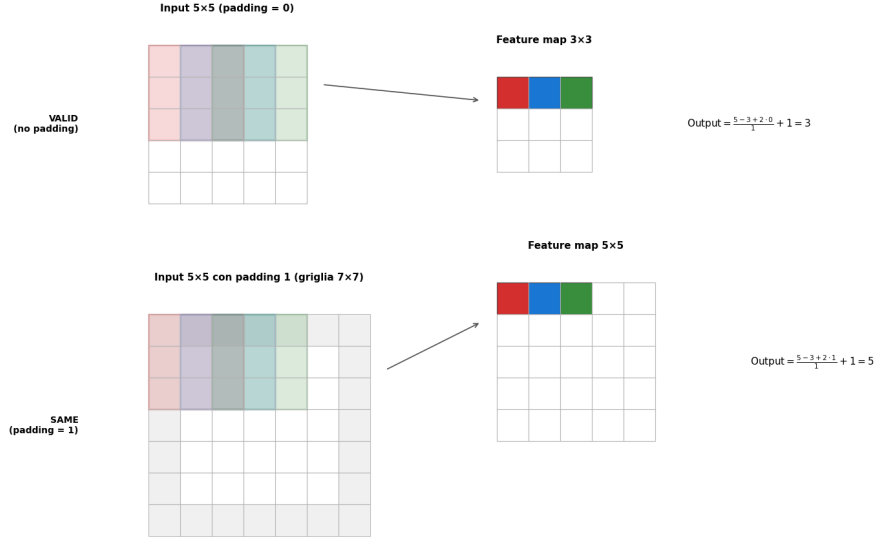 Input 5×5 (padding = 0)
Feature map 3×3
VALID
(no padding)
Output = \frac{5−3+2·0}{1} + 1 = 3
Feature map 5×5
Input 5×5 con padding 1 (griglia 7×7)
Output = \frac{5−3+2·1}{1} + 1 = 5
SAME
(padding = 1)